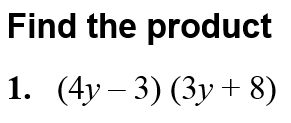 Find the product
1. (4y – 3) (3y + 8)